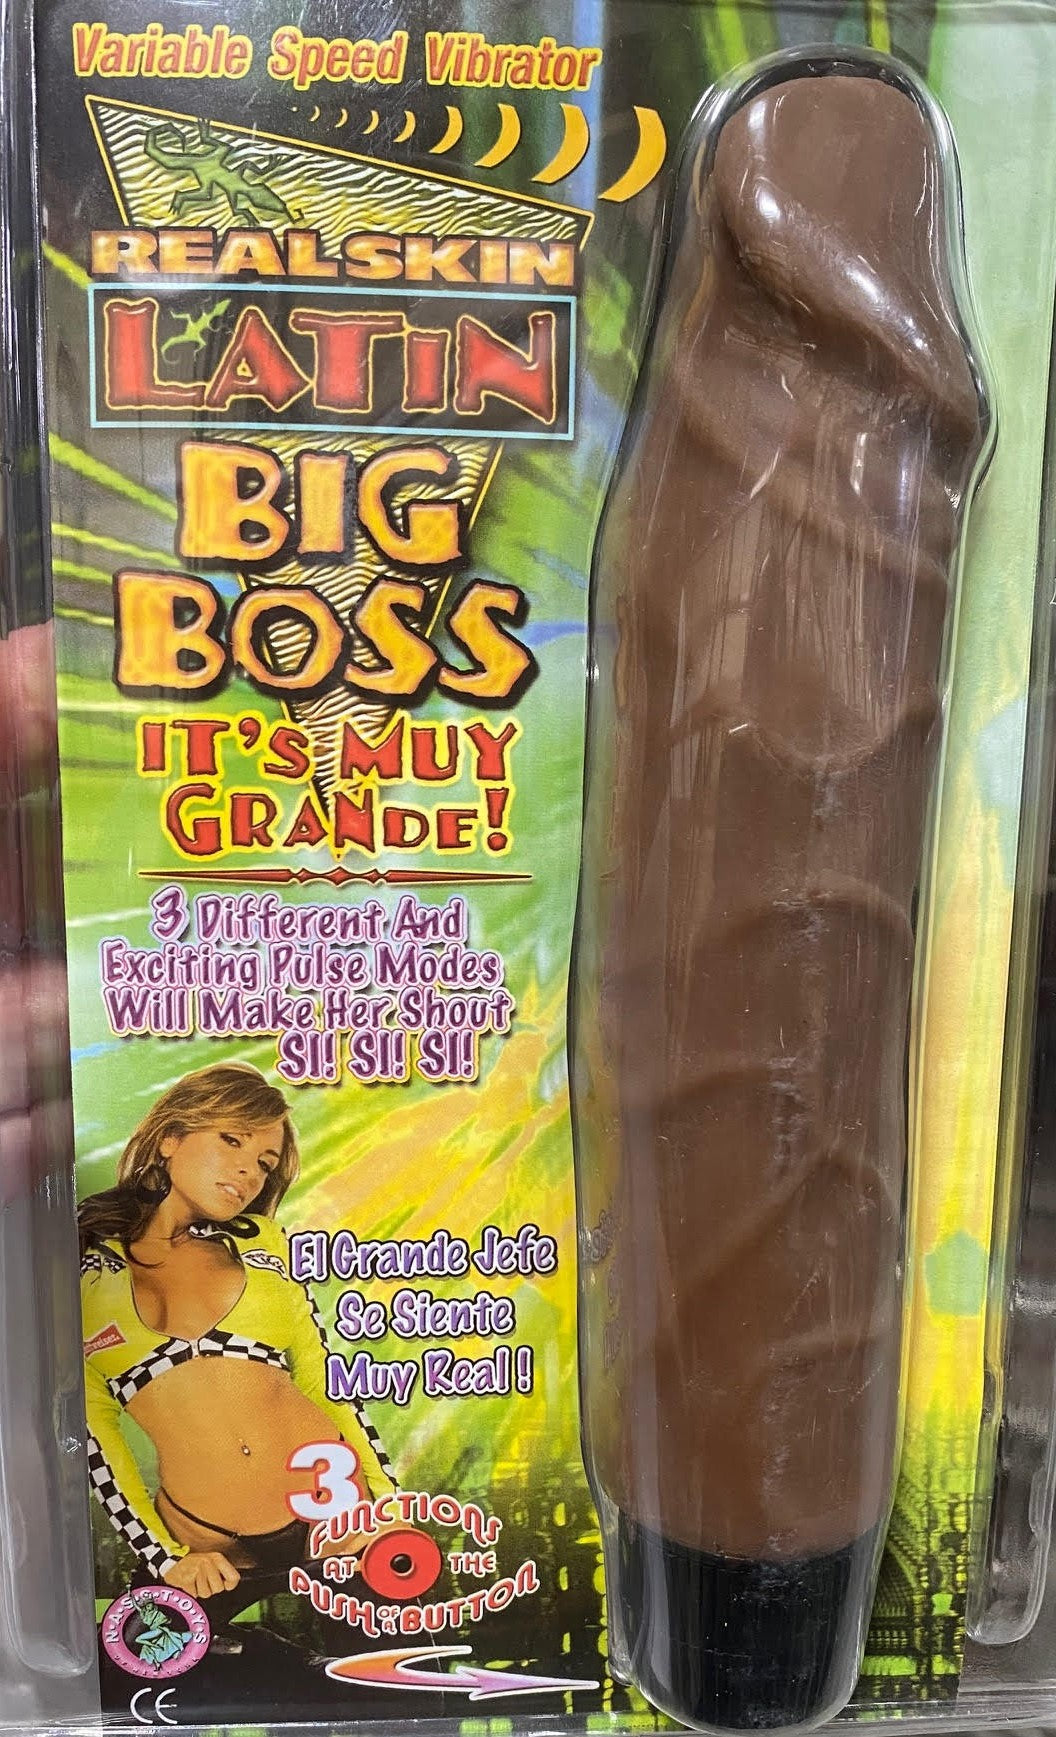 Variable Speed Vibrator
REALSKIN
LATiN
BIG
BOSS
IT'S MUY
GRANDE!
3 Different And
Exciting Pulse Modes
Will Make Her Shout
SI! SI! SI!
El Grande Jefe
Se Siente
Muy Real!
3
FUNCTIONS
AT THE
PUSH OF A BUTTON
N·A·S·S·T·O·Y·S
CE